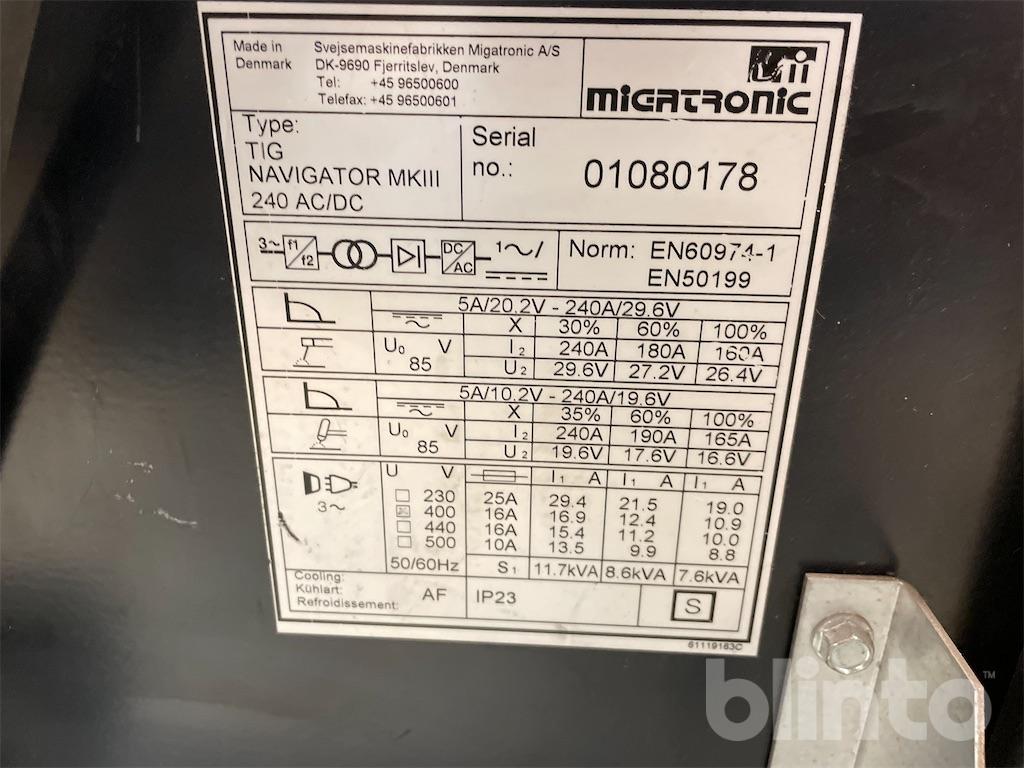 Made in Denmark
Svejsemaskinefabrikken Migatronic A/S
DK-9690 Fjerritslev, Denmark
Tel: +45 96500600
Telefax: +45 96500601
MIGATRONIC
Type:
TIG
NAVIGATOR MKIII
240 AC/DC
Serial no.: 01080178
3~ f1/f2 DC/AC 1~/
Norm: EN60974-1
EN50199
5A/20.2V - 240A/29.6V
X 30% 60% 100%
U0 V I2 240A 180A 160A
85 U2 29.6V 27.2V 26.4V
5A/10.2V - 240A/19.6V
X 35% 60% 100%
U0 V I2 240A 190A 165A
85 U2 19.6V 17.6V 16.6V
3~
U V I1 A I1 A I1 A
230 25A 29.4 21.5 19.0
400 16A 16.9 12.4 10.9
440 16A 15.4 11.2 10.0
500 10A 13.5 9.9 8.8
50/60Hz S1 11.7kVA 8.6kVA 7.6kVA
Cooling:
Kühlart:
Refroidissement:
AF IP23 S
61119163C
blinto™